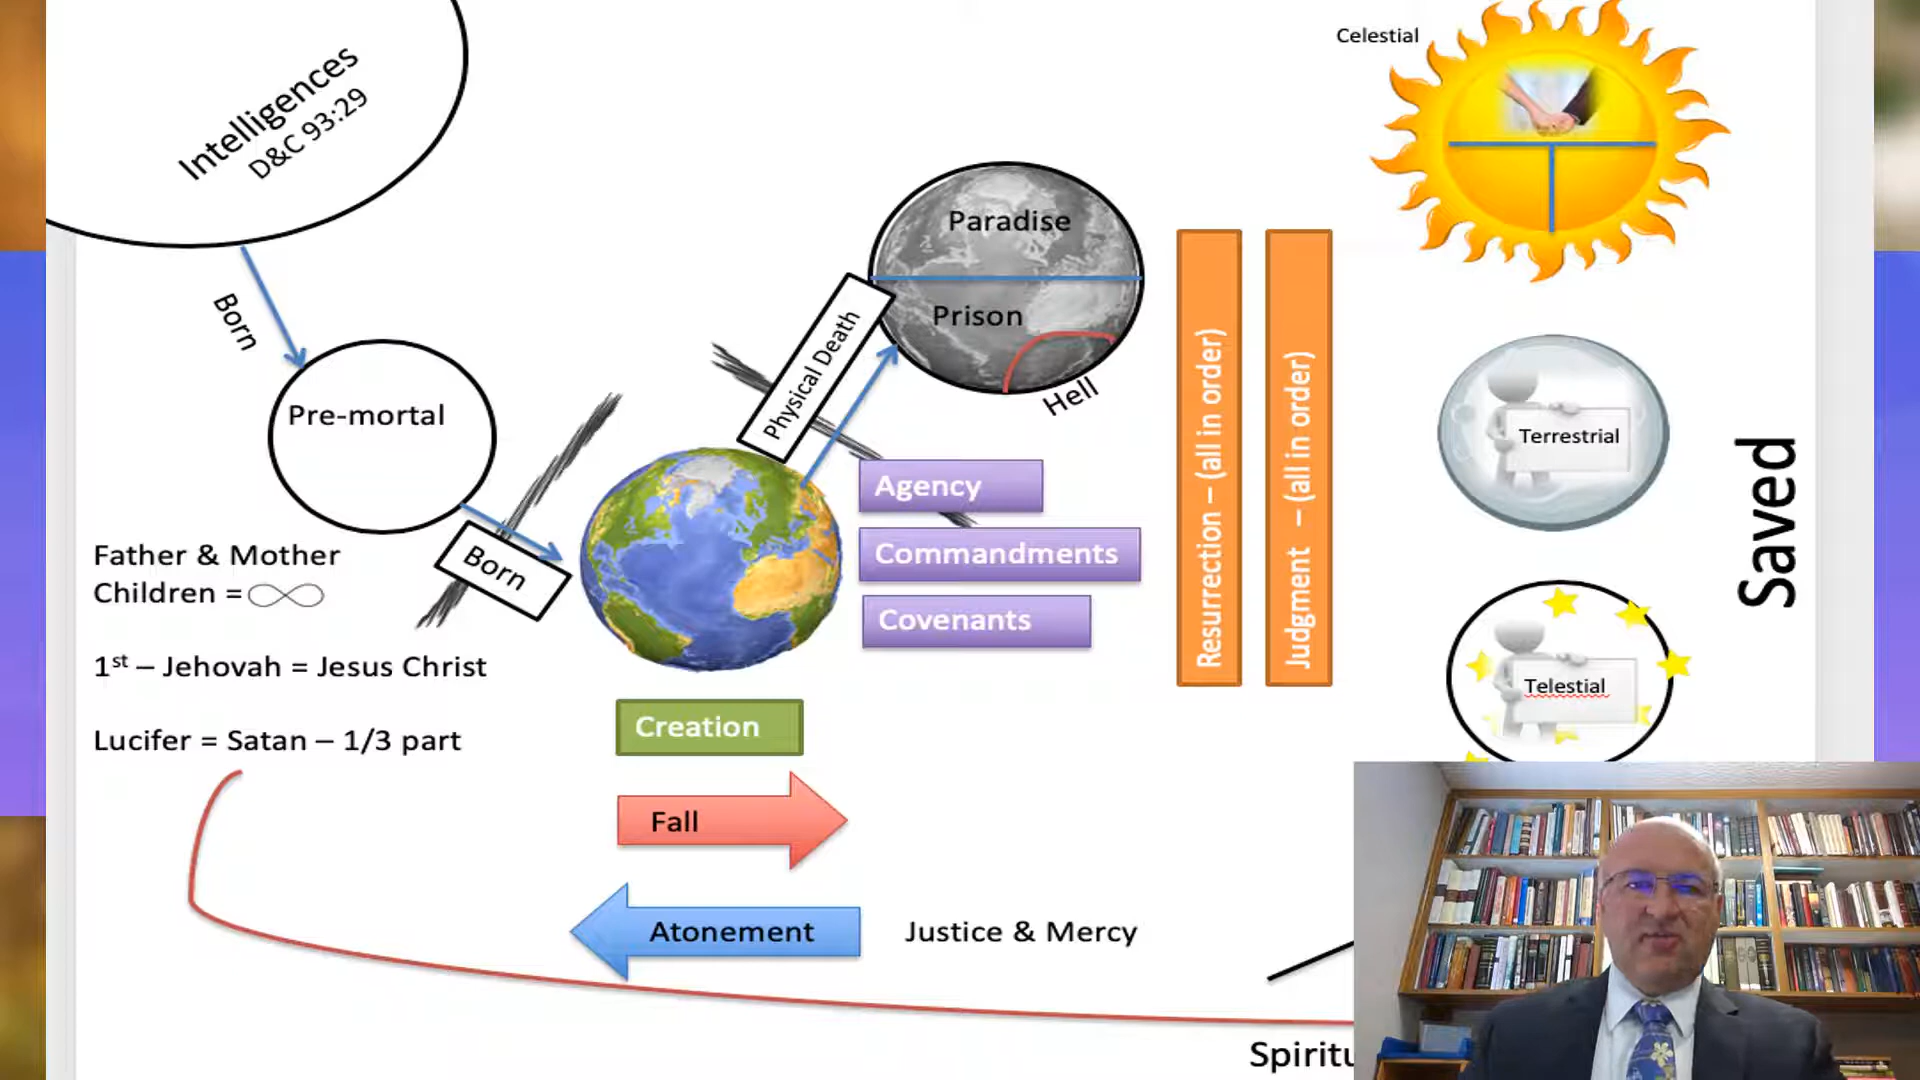 Intelligences
D&C 93:29
Born
Pre-mortal
Father & Mother
Children =
1st – Jehovah = Jesus Christ
Lucifer = Satan – 1/3 part
Born
Physical Death
Paradise
Prison
Hell
Agency
Commandments
Covenants
Creation
Fall
Atonement
Justice & Mercy
Resurrection – (all in order)
Judgment – (all in order)
Celestial
Terrestrial
Telestial
Saved